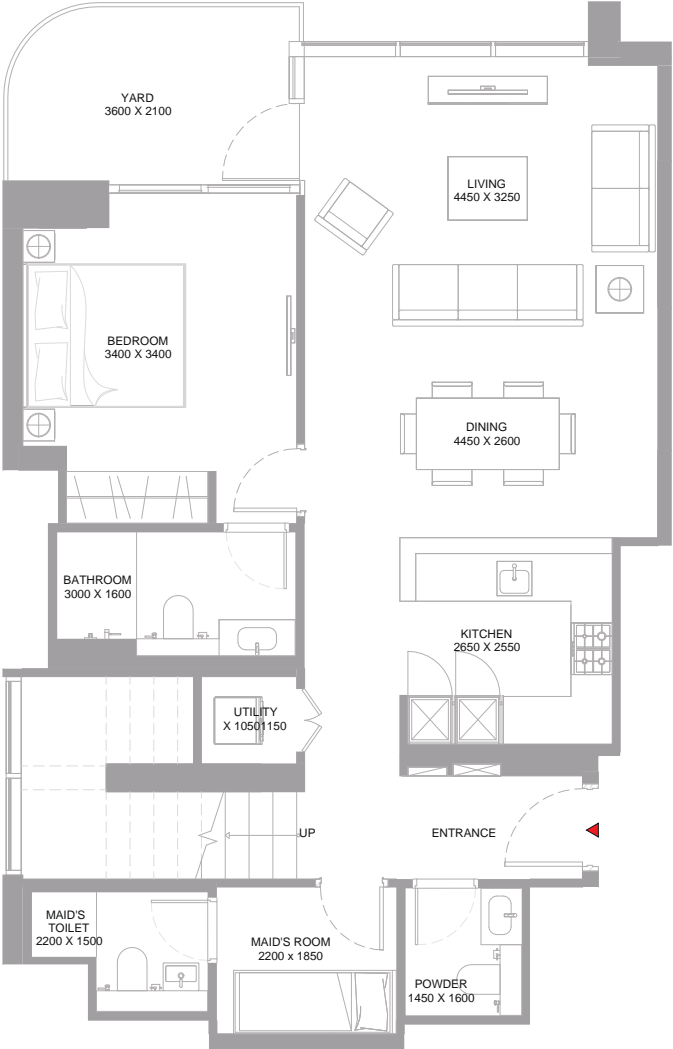 YARD
3600 X 2100
LIVING
4450 X 3250
BEDROOM
3400 X 3400
DINING
4450 X 2600
BATHROOM
3000 X 1600
KITCHEN
2650 X 2550
UTILITY
X 10501150
UP
ENTRANCE
MAID'S
TOILET
2200 X 1500
MAID'S ROOM
2200 x 1850
POWDER
1450 X 1600